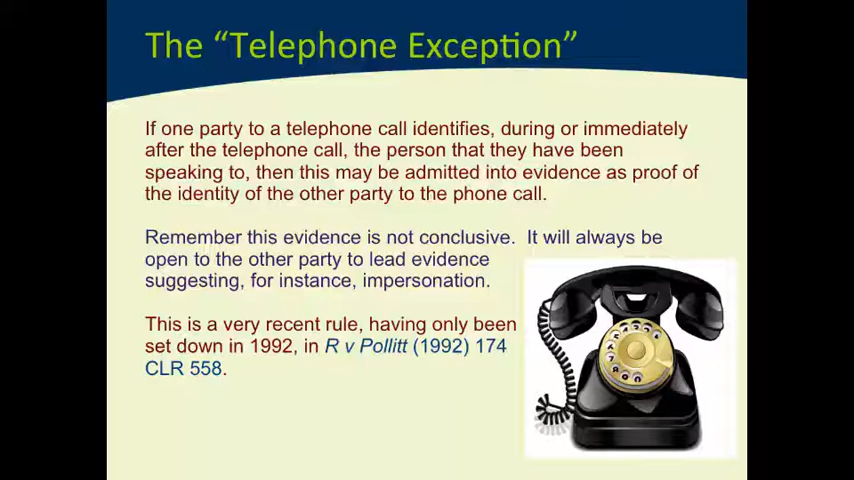 The “Telephone Exception”
If one party to a telephone call identifies, during or immediately
after the telephone call, the person that they have been
speaking to, then this may be admitted into evidence as proof of
the identity of the other party to the phone call.
Remember this evidence is not conclusive.  It will always be
open to the other party to lead evidence
suggesting, for instance, impersonation.
This is a very recent rule, having only been
set down in 1992, in R v Pollitt (1992) 174
CLR 558.